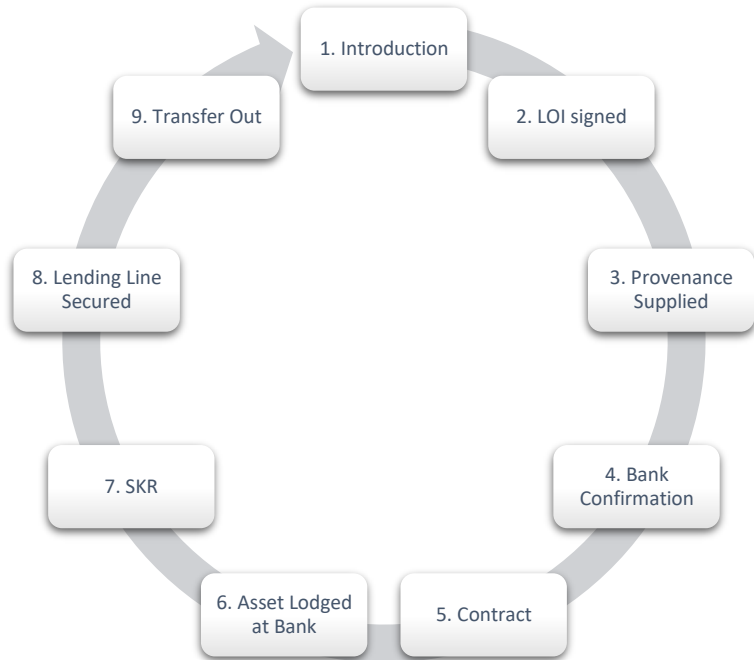 1. Introduction
2. LOI signed
3. Provenance
Supplied
4. Bank
Confirmation
5. Contract
6. Asset Lodged
at Bank
7. SKR
8. Lending Line
Secured
9. Transfer Out